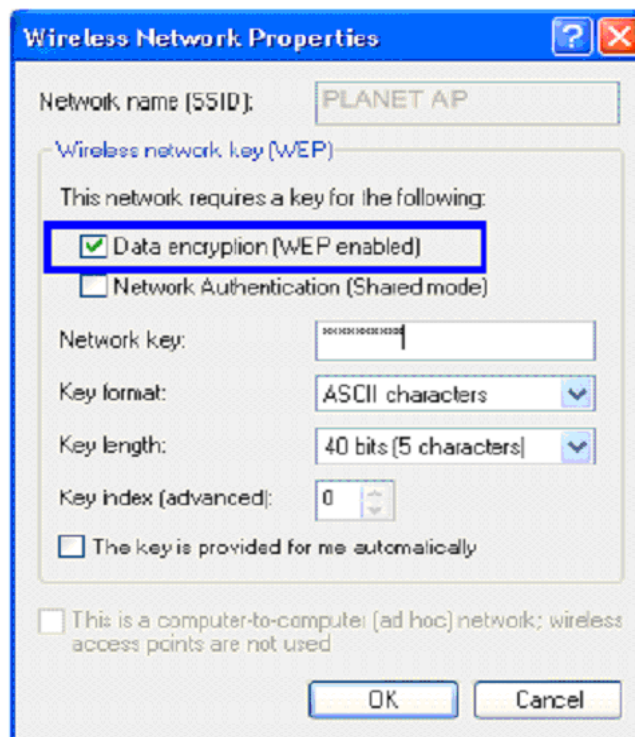 Wireless Network Properties
Network name (SSID): PLANET AP
Wireless network key (WEP)
This network requires a key for the following:
Data encryption (WEP enabled)
Network Authentication (Shared mode)
Network key: **********
Key format: ASCII characters
Key length: 40 bits (5 characters)
Key index (advanced): 0
The key is provided for me automatically
This is a computer-to-computer (ad hoc) network; wireless
access points are not used
OK Cancel